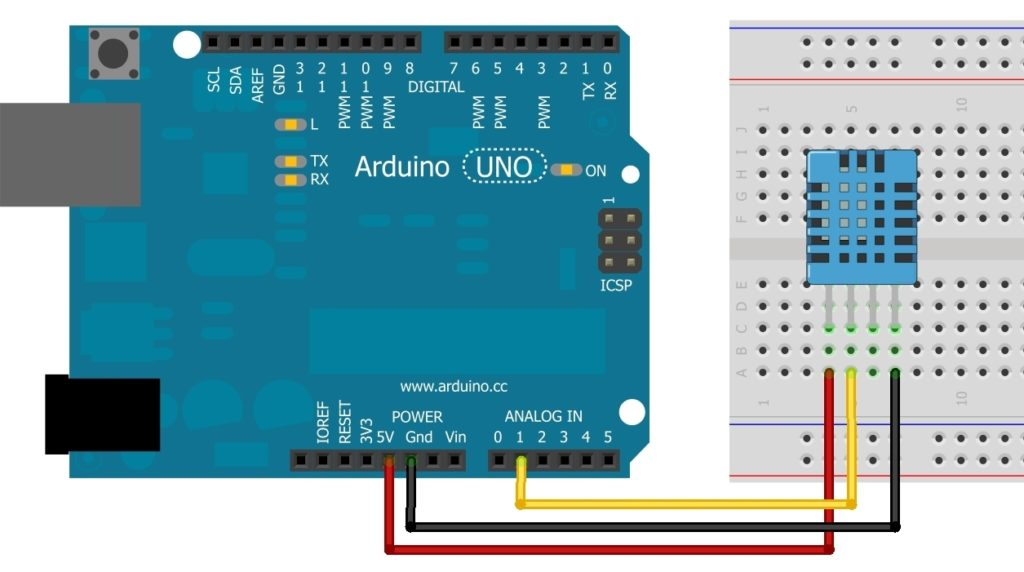 SCL
SDA
AREF
GND
13
12
PWM 11
PWM 10
PWM 9
8
7
PWM 6
PWM 5
4
PWM 3
2
TX 1
RX 0
DIGITAL
L
TX
RX
Arduino UNO
ON
1
ICSP
www.arduino.cc
POWER
IOREF
RESET
3V3
5V Gnd Vin
ANALOG IN
0 1 2 3 4 5
1 5 10
J
I
H
G
F
E
D
C
B
A
1 10